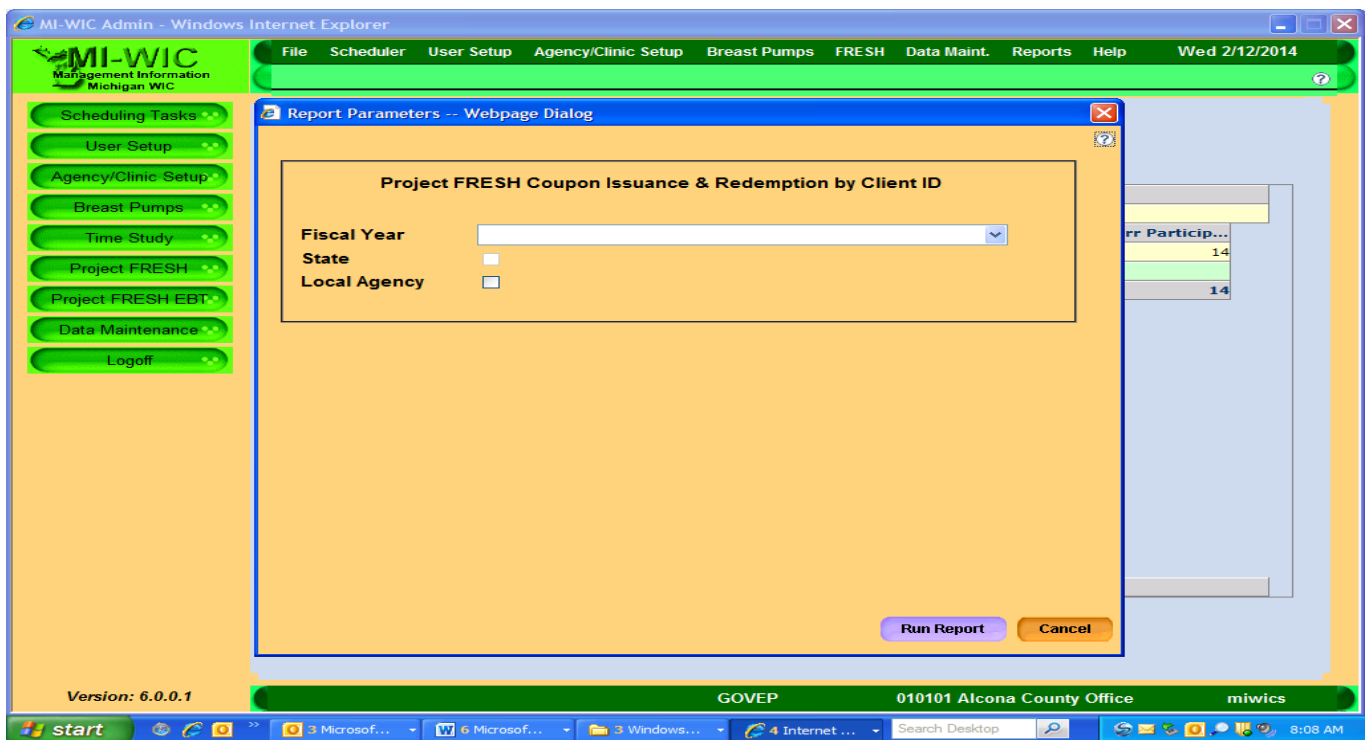 MI-WIC Admin - Windows Internet Explorer
MI-WIC
Management Information
Michigan WIC
File Scheduler User Setup Agency/Clinic Setup Breast Pumps FRESH Data Maint. Reports Help Wed 2/12/2014
?
Scheduling Tasks
User Setup
Agency/Clinic Setup
Breast Pumps
Time Study
Project FRESH
Project FRESH EBT
Data Maintenance
Logoff
Report Parameters -- Webpage Dialog
?
Project FRESH Coupon Issuance & Redemption by Client ID
Fiscal Year
State
Local Agency
rr Particip...
14
14
Run Report Cancel
Version: 6.0.0.1
GOVEP 010101 Alcona County Office miwics
start 3 Microsof... 6 Microsof... 3 Windows... 4 Internet ... Search Desktop 8:08 AM